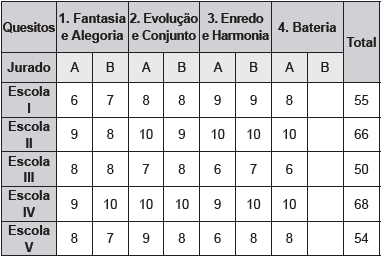 Quesitos 1. Fantasia e Alegoria 2. Evolução e Conjunto 3. Enredo e Harmonia 4. Bateria Total
Jurado A B A B A B A B
Escola I 6 7 8 8 9 9 8 55
Escola II 9 8 10 9 10 10 10 66
Escola III 8 8 7 8 6 7 6 50
Escola IV 9 10 10 10 9 10 10 68
Escola V 8 7 9 8 6 8 8 54